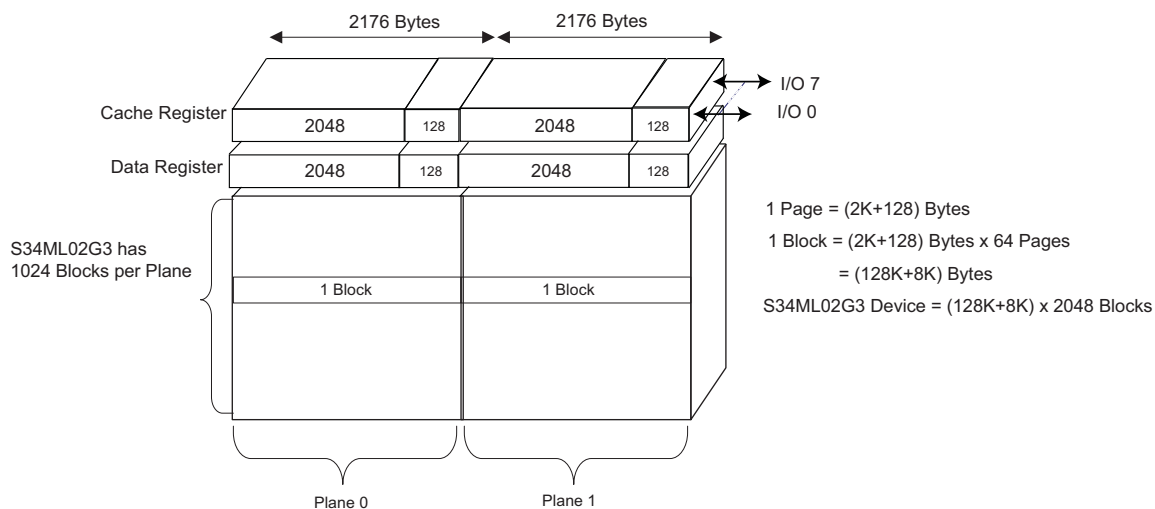 2176 Bytes 2176 Bytes
I/O 7
Cache Register
I/O 0
2048 128 2048 128
Data Register
2048 128 2048 128
1 Page = (2K+128) Bytes
1 Block = (2K+128) Bytes x 64 Pages
= (128K+8K) Bytes
S34ML02G3 Device = (128K+8K) x 2048 Blocks
S34ML02G3 has
1024 Blocks per Plane
1 Block 1 Block
Plane 0 Plane 1